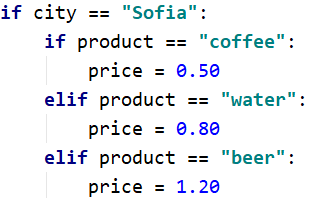 if city == "Sofia":
    if product == "coffee":
        price = 0.50
    elif product == "water":
        price = 0.80
    elif product == "beer":
        price = 1.20